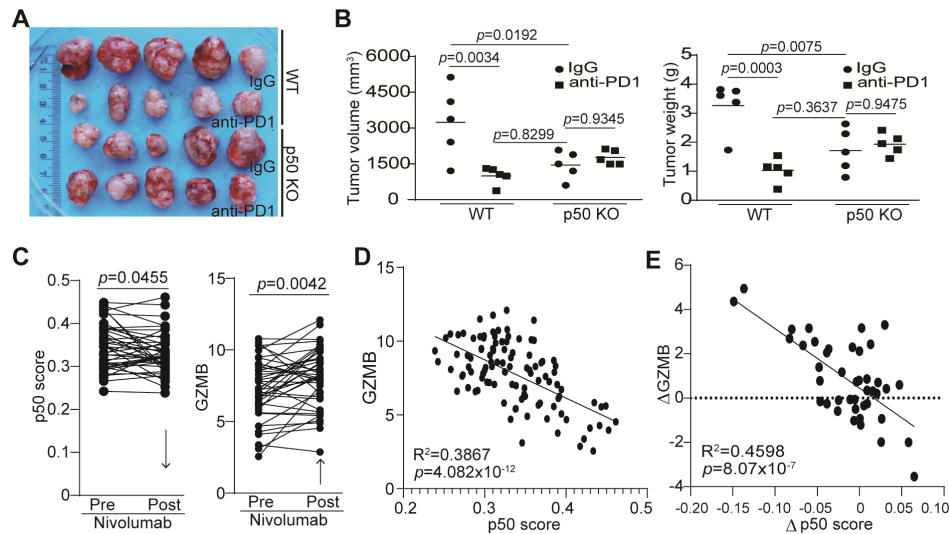 A
WT
IgG
anti-PD1
p50 KO
IgG
anti-PD1
B
p=0.0192
p=0.0034
IgG
anti-PD1
p=0.8299
p=0.9345
Tumor volume (mm³)
6000
4500
3000
1500
0
WT
p50 KO
p=0.0075
p=0.0003
IgG
anti-PD1
p=0.3637
p=0.9475
Tumor weight (g)
5
4
3
2
1
0
WT
p50 KO
C
p=0.0455
p50 score
0.5
0.4
0.3
0.2
0.1
0
Pre
Post
Nivolumab
p=0.0042
GZMB
15
10
5
0
Pre
Post
Nivolumab
D
GZMB
15
10
5
0
R²=0.3867
p=4.082x10⁻¹²
0.2
0.3
0.4
0.5
p50 score
E
ΔGZMB
6
4
2
0
-2
-4
R²=0.4598
p=8.07x10⁻⁷
-0.20
-0.15
-0.10
-0.05
0
0.05
0.10
Δ p50 score